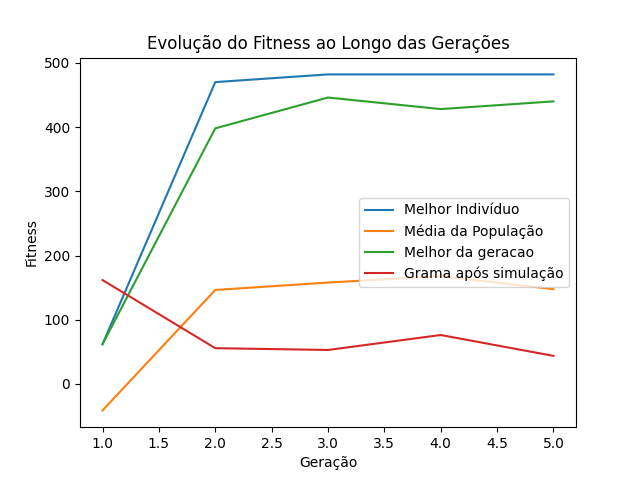 Evolução do Fitness ao Longo das Gerações
500
400
300
200
100
0
Fitness
Melhor Indivíduo
Média da População
Melhor da geracao
Grama após simulação
1.0 1.5 2.0 2.5 3.0 3.5 4.0 4.5 5.0
Geração